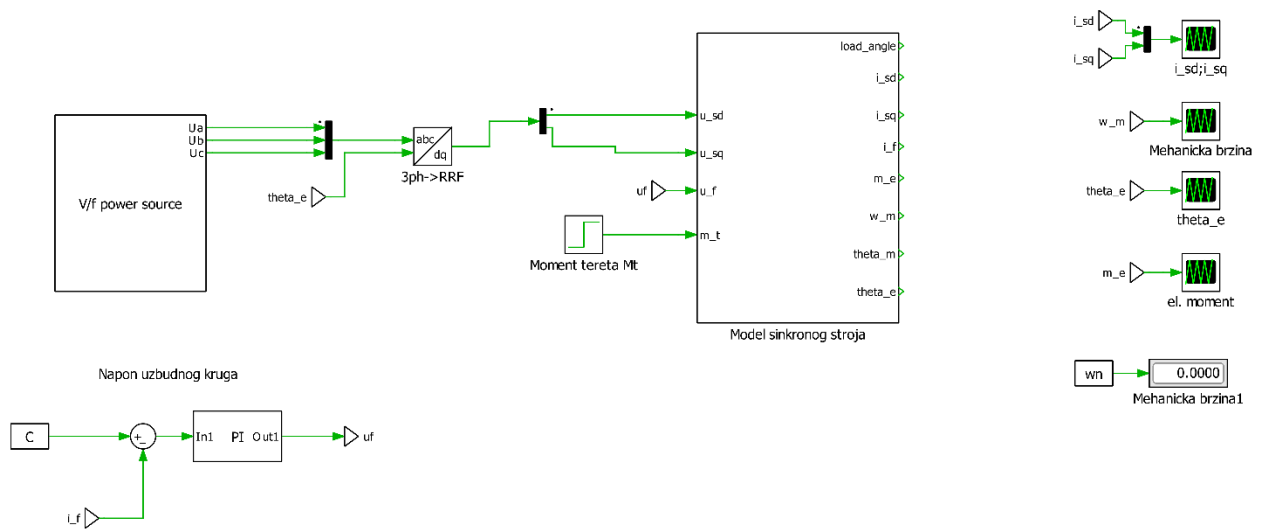 V/f power source
Ua
Ub
Uc
theta_e
abc
dq
3ph->RRF
uf
Moment tereta Mt
u_sd
u_sq
u_f
m_t
load_angle
i_sd
i_sq
i_f
m_e
w_m
theta_m
theta_e
Model sinkronog stroja
i_sd
i_sq
i_sd;i_sq
w_m
Mehanicka brzina
theta_e
theta_e
m_e
el. moment
wn
0.0000
Mehanicka brzina1
Napon uzbudnog kruga
C
+
-
In1 PI Out1
uf
i_f